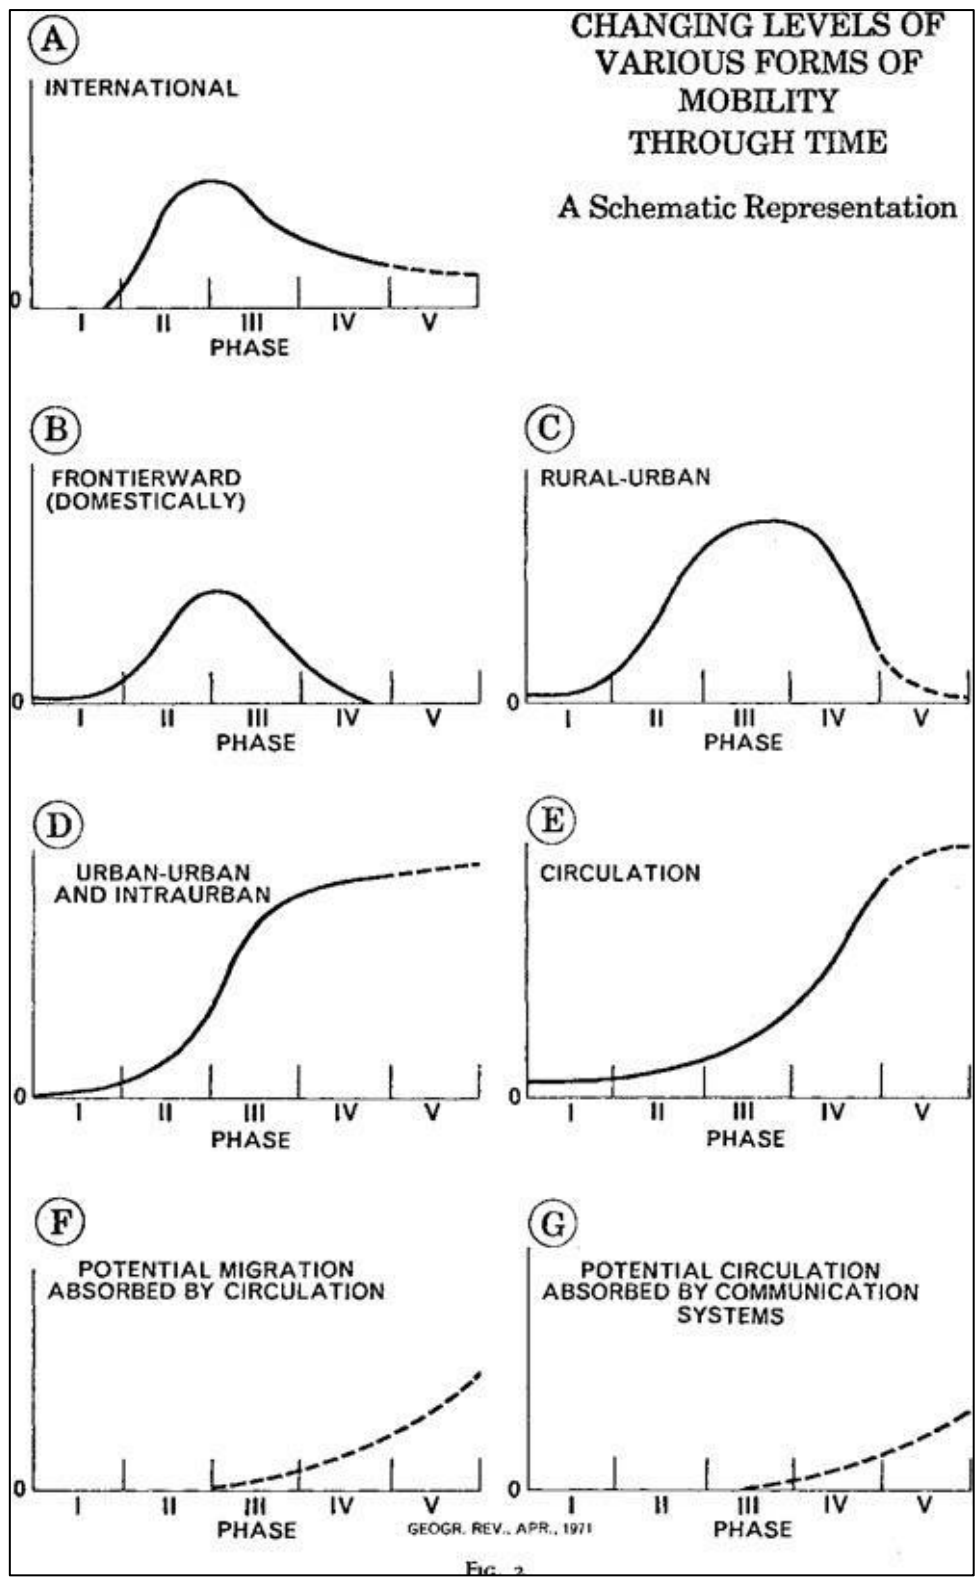 CHANGING LEVELS OF
VARIOUS FORMS OF
MOBILITY
THROUGH TIME
A Schematic Representation
A
INTERNATIONAL
0
I II III IV V
PHASE
B
FRONTIERWARD
(DOMESTICALLY)
0
I II III IV V
PHASE
C
RURAL-URBAN
0
I II III IV V
PHASE
D
URBAN-URBAN
AND INTRAURBAN
0
I II III IV V
PHASE
E
CIRCULATION
0
I II III IV V
PHASE
F
POTENTIAL MIGRATION
ABSORBED BY CIRCULATION
0
I II III IV V
PHASE
G
POTENTIAL CIRCULATION
ABSORBED BY COMMUNICATION
SYSTEMS
0
I II III IV V
PHASE
GEOGR. REV., APR., 1971
FIG. 2